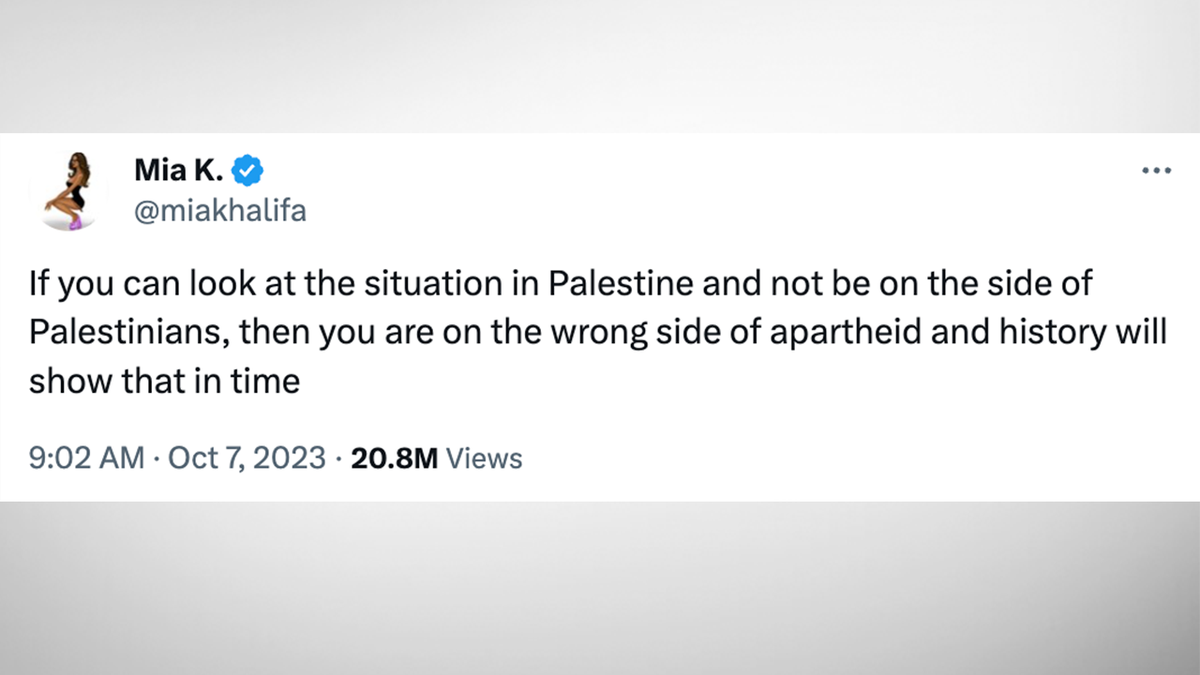 Mia K.
@miakhalifa
If you can look at the situation in Palestine and not be on the side of
Palestinians, then you are on the wrong side of apartheid and history will
show that in time
9:02 AM · Oct 7, 2023 · 20.8M Views